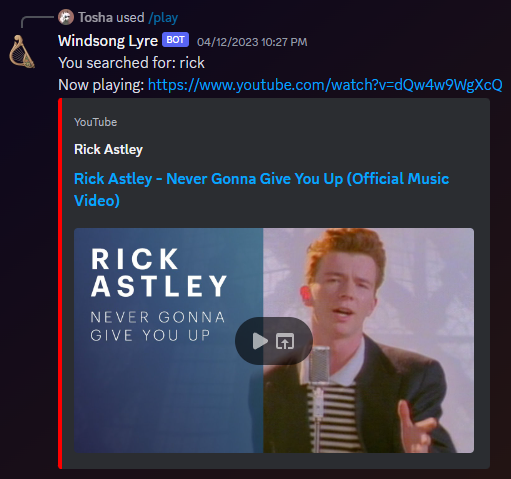 Tosha used /play
Windsong Lyre BOT 04/12/2023 10:27 PM
You searched for: rick
Now playing: https://www.youtube.com/watch?v=dQw4w9WgXcQ
YouTube
Rick Astley
Rick Astley - Never Gonna Give You Up (Official Music
Video)
RICK
ASTLEY
NEVER GONNA
GIVE YOU UP